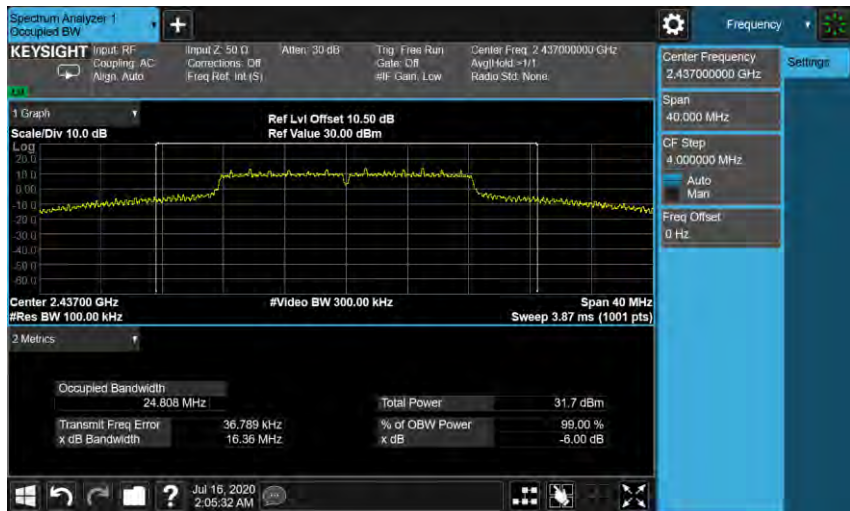 Spectrum Analyzer 1
Occupied BW
+
Frequency
KEYSIGHT
Input: RF
Coupling: AC
Align: Auto
Input Z: 50 Ω
Corrections: Off
Freq Ref: Int (S)
Atten: 30 dB
Trig: Free Run
Gate: Off
#IF Gain: Low
Center Freq: 2.437000000 GHz
Avg|Hold:>1/1
Radio Std: None
Center Frequency
2.437000000 GHz
Settings
Span
40.000 MHz
CF Step
4.000000 MHz
Auto
Man
Freq Offset
0 Hz
1 Graph
Scale/Div 10.0 dB
Ref Lvl Offset 10.50 dB
Ref Value 30.00 dBm
Log
20.0
10.0
0.00
-10.0
-20.0
-30.0
-40.0
-50.0
-60.0
Center 2.43700 GHz
#Res BW 100.00 kHz
#Video BW 300.00 kHz
Span 40 MHz
Sweep 3.87 ms (1001 pts)
2 Metrics
Occupied Bandwidth
24.808 MHz
Total Power 31.7 dBm
Transmit Freq Error 36.789 kHz
% of OBW Power 99.00 %
x dB Bandwidth 16.36 MHz
x dB -6.00 dB
?
Jul 16, 2020
2:05:32 AM